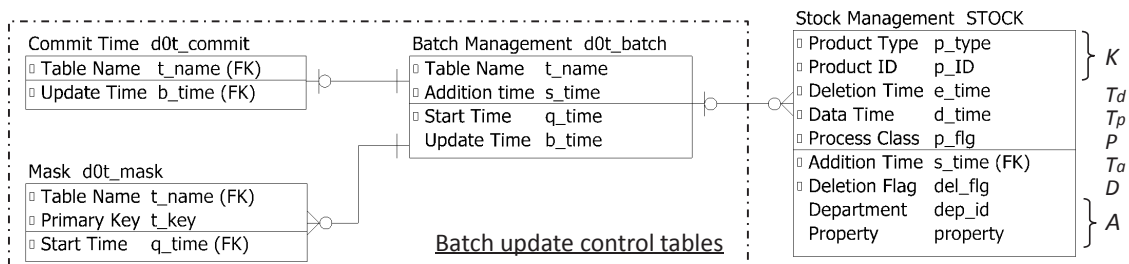 Stock Management STOCK
Commit Time d0t_commit
Batch Management d0t_batch
▯ Product Type p_type
▯ Product ID p_ID
K
▯ Table Name t_name (FK)
▯ Update Time b_time (FK)
▯ Table Name t_name
▯ Addition time s_time
▯ Start Time q_time
Update Time b_time
▯ Deletion Time e_time
Td
▯ Data Time d_time
Tp
▯ Process Class p_flg
P
▯ Addition Time s_time (FK)
Ta
▯ Deletion Flag del_flg
D
Department dep_id
Property property
A
Mask d0t_mask
▯ Table Name t_name (FK)
▯ Primary Key t_key
▯ Start Time q_time (FK)
Batch update control tables